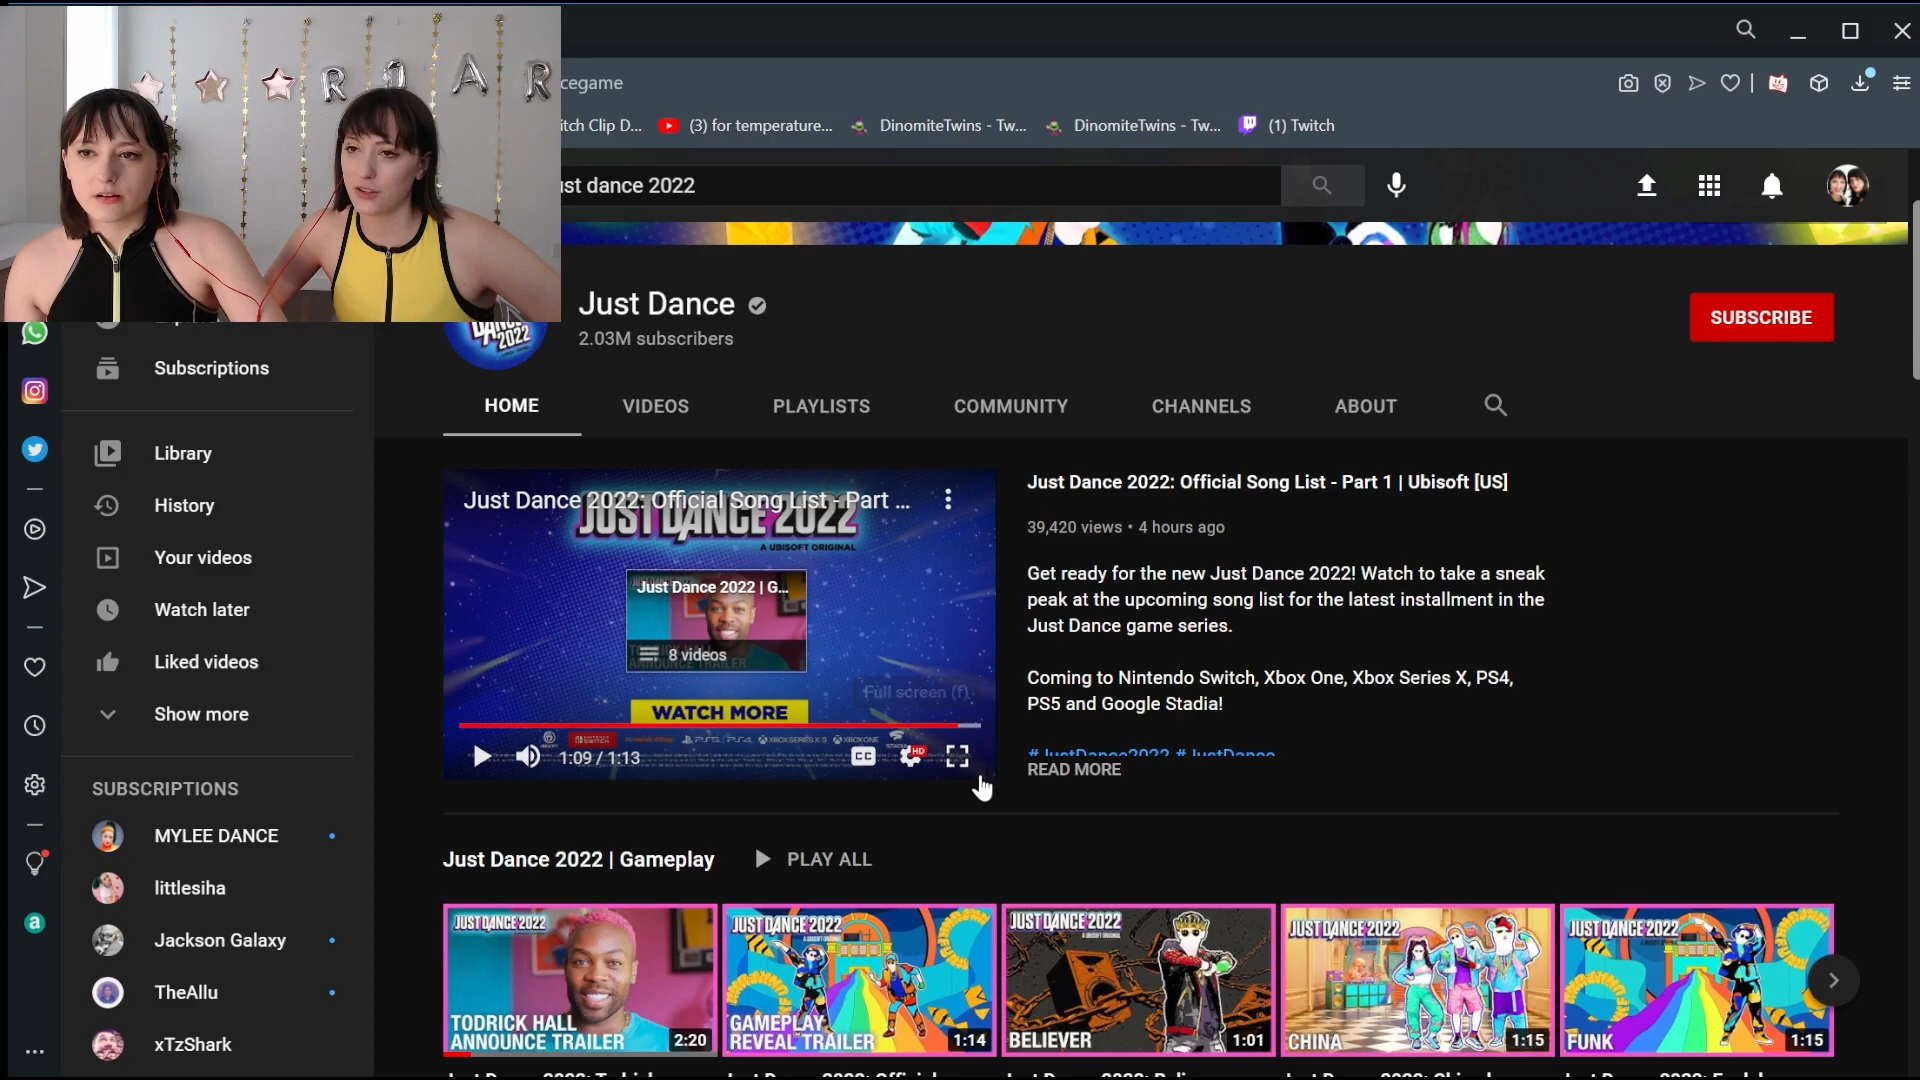 R O A R
cegame
itch Clip D...
(3) for temperature...
DinomiteTwins - Tw...
DinomiteTwins - Tw...
(1) Twitch
ust dance 2022
DANCE
2022
Just Dance
2.03M subscribers
SUBSCRIBE
Subscriptions
HOME
VIDEOS
PLAYLISTS
COMMUNITY
CHANNELS
ABOUT
Library
History
Your videos
Watch later
Liked videos
Show more
SUBSCRIPTIONS
MYLEE DANCE
littlesiha
Jackson Galaxy
TheAllu
xTzShark
Just Dance 2022: Official Song List - Part ...
JUST DANCE 2022
A UBISOFT ORIGINAL
Just Dance 2022 | G...
8 videos
Full screen (f)
WATCH MORE
1:09 / 1:13
CC
HD
Just Dance 2022: Official Song List - Part 1 | Ubisoft [US]
39,420 views • 4 hours ago
Get ready for the new Just Dance 2022! Watch to take a sneak
peak at the upcoming song list for the latest installment in the
Just Dance game series.
Coming to Nintendo Switch, Xbox One, Xbox Series X, PS4,
PS5 and Google Stadia!
#JustDance2022 #JustDance
READ MORE
Just Dance 2022 | Gameplay
PLAY ALL
JUST DANCE 2022
TODRICK HALL
ANNOUNCE TRAILER
2:20
JUST DANCE 2022
GAMEPLAY
REVEAL TRAILER
1:14
JUST DANCE 2022
BELIEVER
1:01
JUST DANCE 2022
CHINA
1:15
JUST DANCE 2022
FUNK
1:15